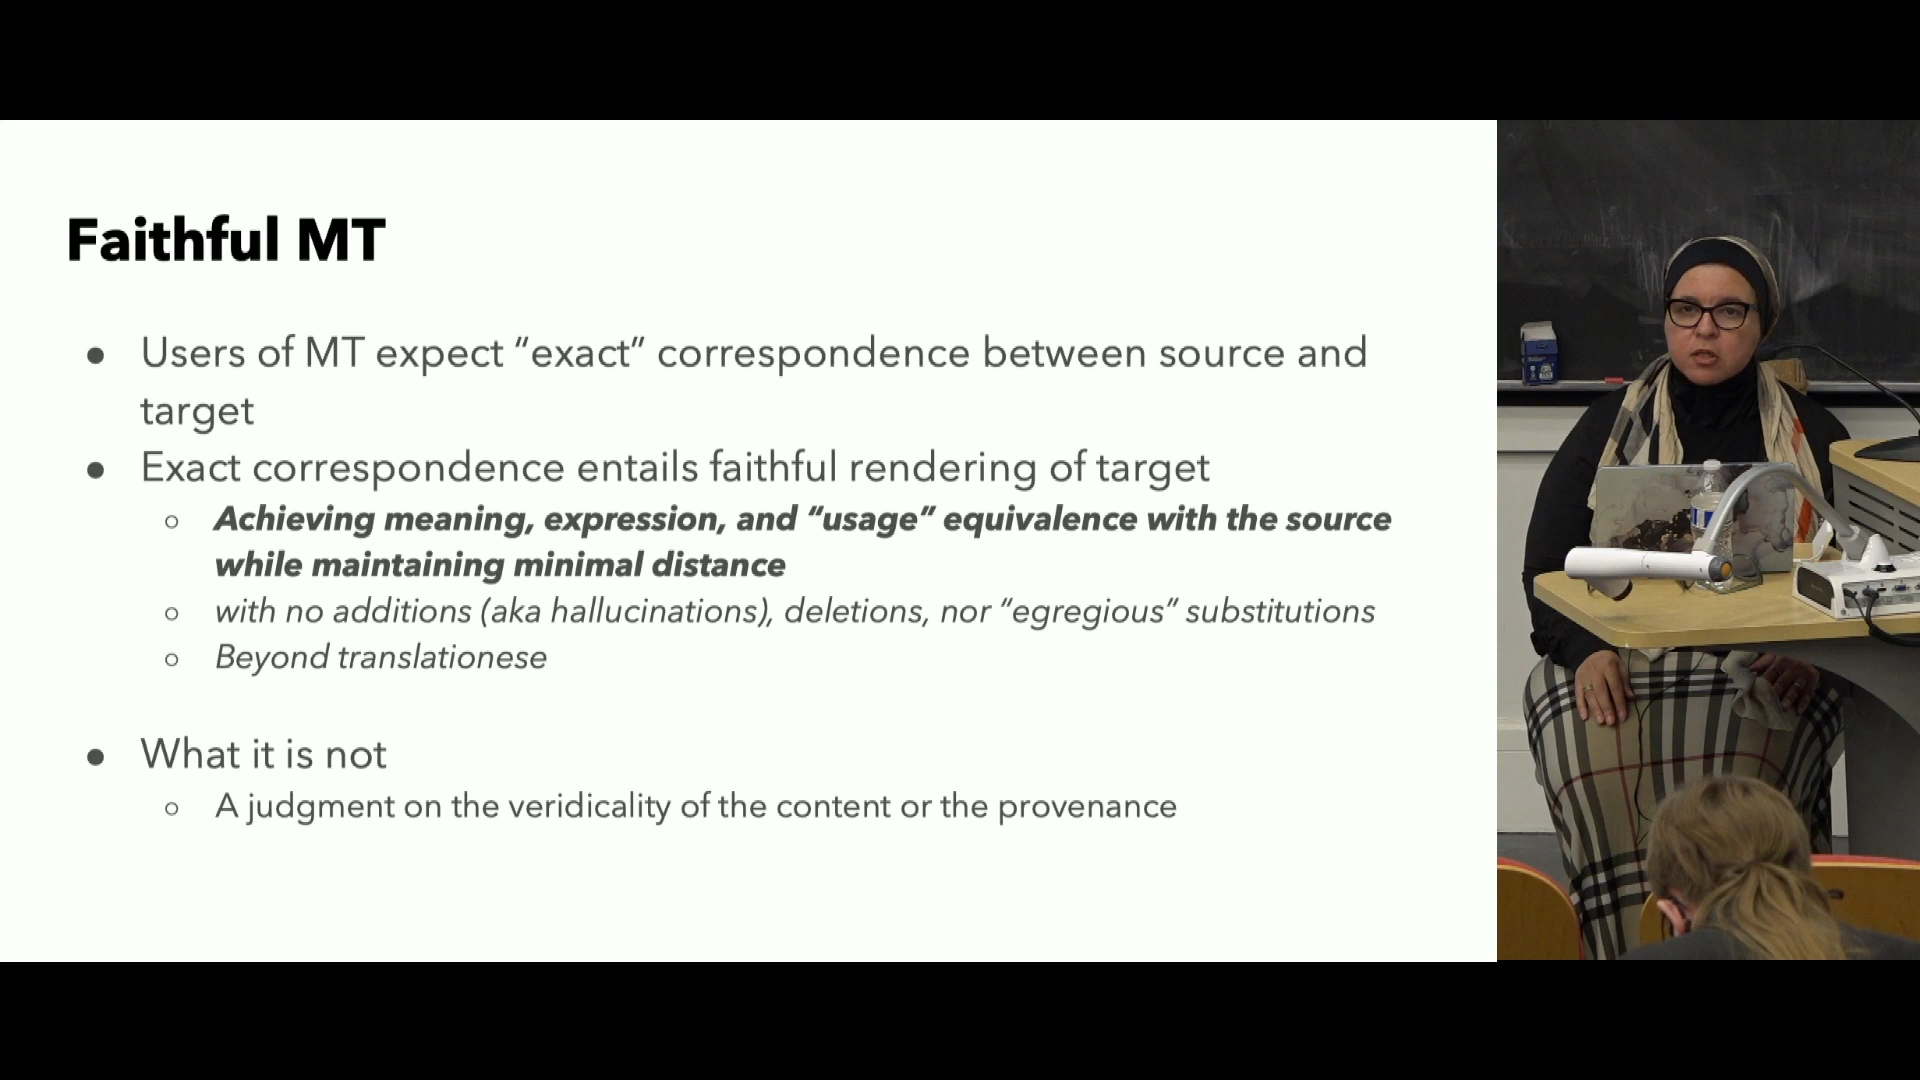 Faithful MT
● Users of MT expect “exact” correspondence between source and
target
● Exact correspondence entails faithful rendering of target
○ Achieving meaning, expression, and “usage” equivalence with the source
while maintaining minimal distance
○ with no additions (aka hallucinations), deletions, nor “egregious” substitutions
○ Beyond translationese
● What it is not
○ A judgment on the veridicality of the content or the provenance